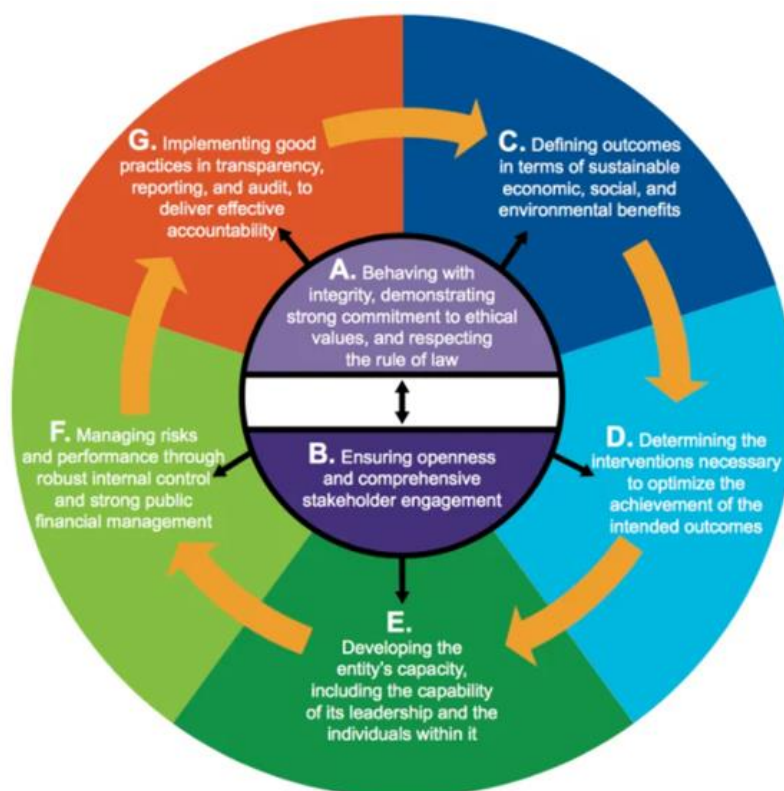 G. Implementing good
practices in transparency,
reporting, and audit, to
deliver effective
accountability
C. Defining outcomes
in terms of sustainable
economic, social, and
environmental benefits
A. Behaving with
integrity, demonstrating
strong commitment to ethical
values, and respecting
the rule of law
B. Ensuring openness
and comprehensive
stakeholder engagement
D. Determining the
interventions necessary
to optimize the
achievement of the
intended outcomes
E.
Developing the
entity's capacity,
including the capability
of its leadership and the
individuals within it
F. Managing risks
and performance through
robust internal control
and strong public
financial management